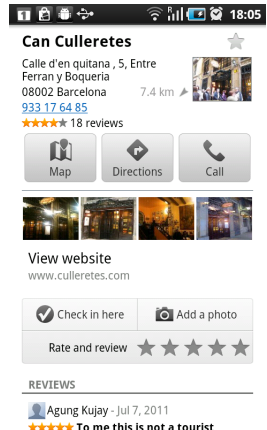 18:05
Can Culleretes
Calle d'en quitana , 5, Entre
Ferran y Boqueria
08002 Barcelona 7.4 km
933 17 64 85
18 reviews
Map Directions Call
View website
www.culleretes.com
Check in here Add a photo
Rate and review
REVIEWS
Agung Kujay - Jul 7, 2011
To me this is not a tourist